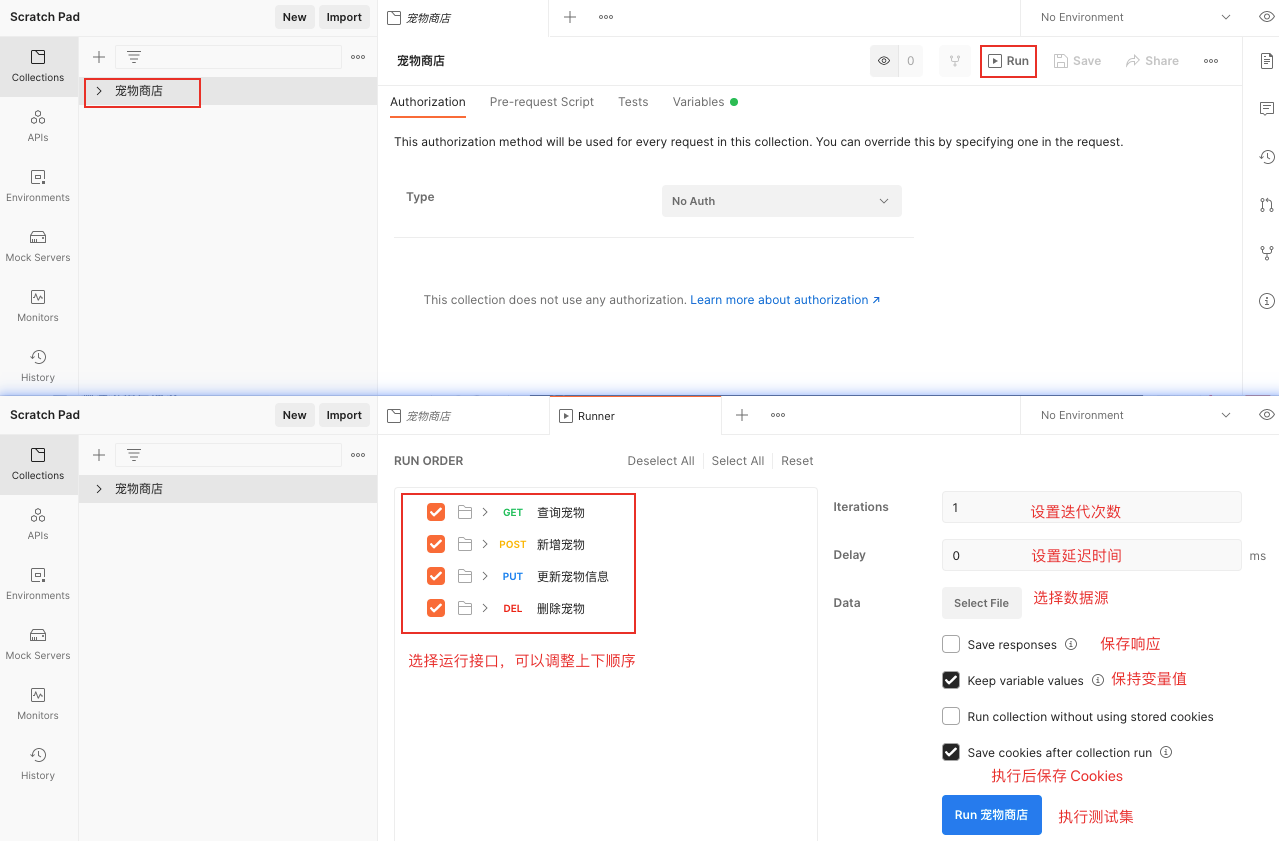 Scratch Pad
New
Import
宠物商店
No Environment
Collections
宠物商店
宠物商店
0
Run
Save
Share
Authorization
Pre-request Script
Tests
Variables
APIs
This authorization method will be used for every request in this collection. You can override this by specifying one in the request.
Environments
Type
No Auth
Mock Servers
This collection does not use any authorization. Learn more about authorization
Monitors
History
Scratch Pad
New
Import
宠物商店
Runner
No Environment
Collections
宠物商店
RUN ORDER
Deselect All
Select All
Reset
APIs
Environments
Mock Servers
Monitors
History
GET 查询宠物
POST 新增宠物
PUT 更新宠物信息
DEL 删除宠物
选择运行接口，可以调整上下顺序
Iterations
1
设置迭代次数
Delay
0
设置延迟时间
ms
Data
Select File
选择数据源
Save responses
保存响应
Keep variable values
保持变量值
Run collection without using stored cookies
Save cookies after collection run
执行后保存 Cookies
Run 宠物商店
执行测试集